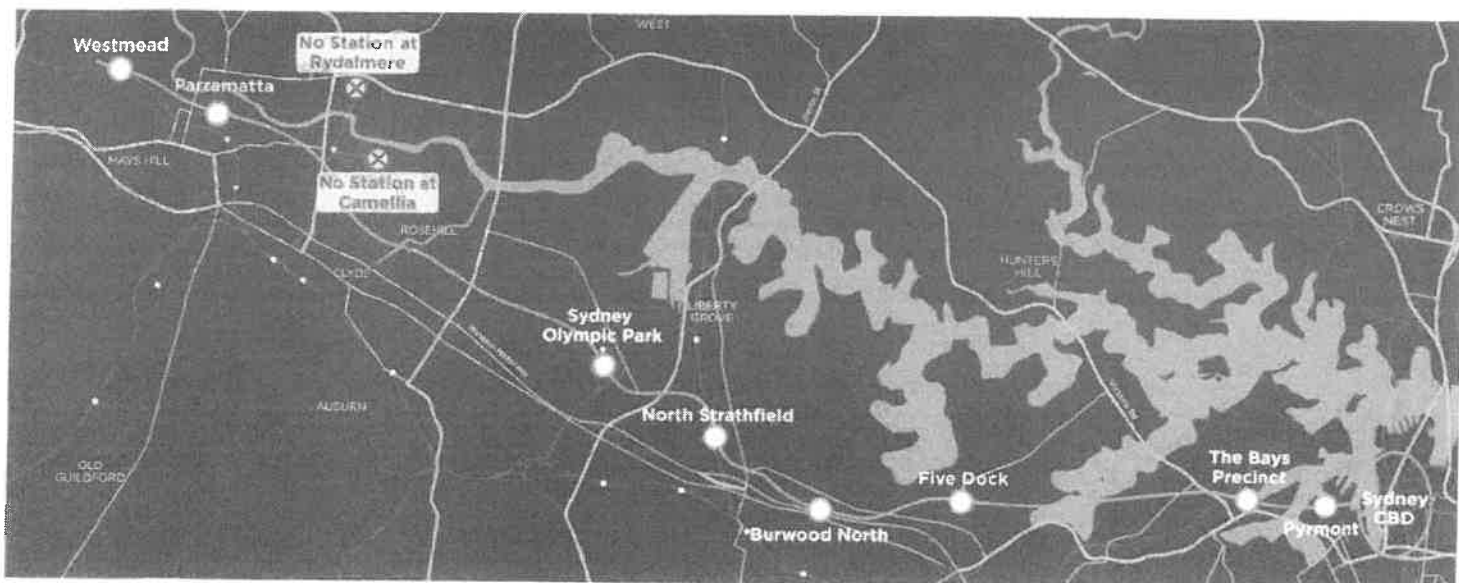 WEST
Westmead
No Station at
Rydalmere
Parramatta
MAYS HILL
No Station at
Camellia
ROSEHILL
CLYDE
CROWS
NEST
HUNTERS
HILL
LIBERTY
GROVE
Sydney
Olympic Park
AUBURN
North Strathfield
OLD
GUILDFORD
Five Dock
The Bays
Precinct
Sydney
CBD
Pyrmont
*Burwood North